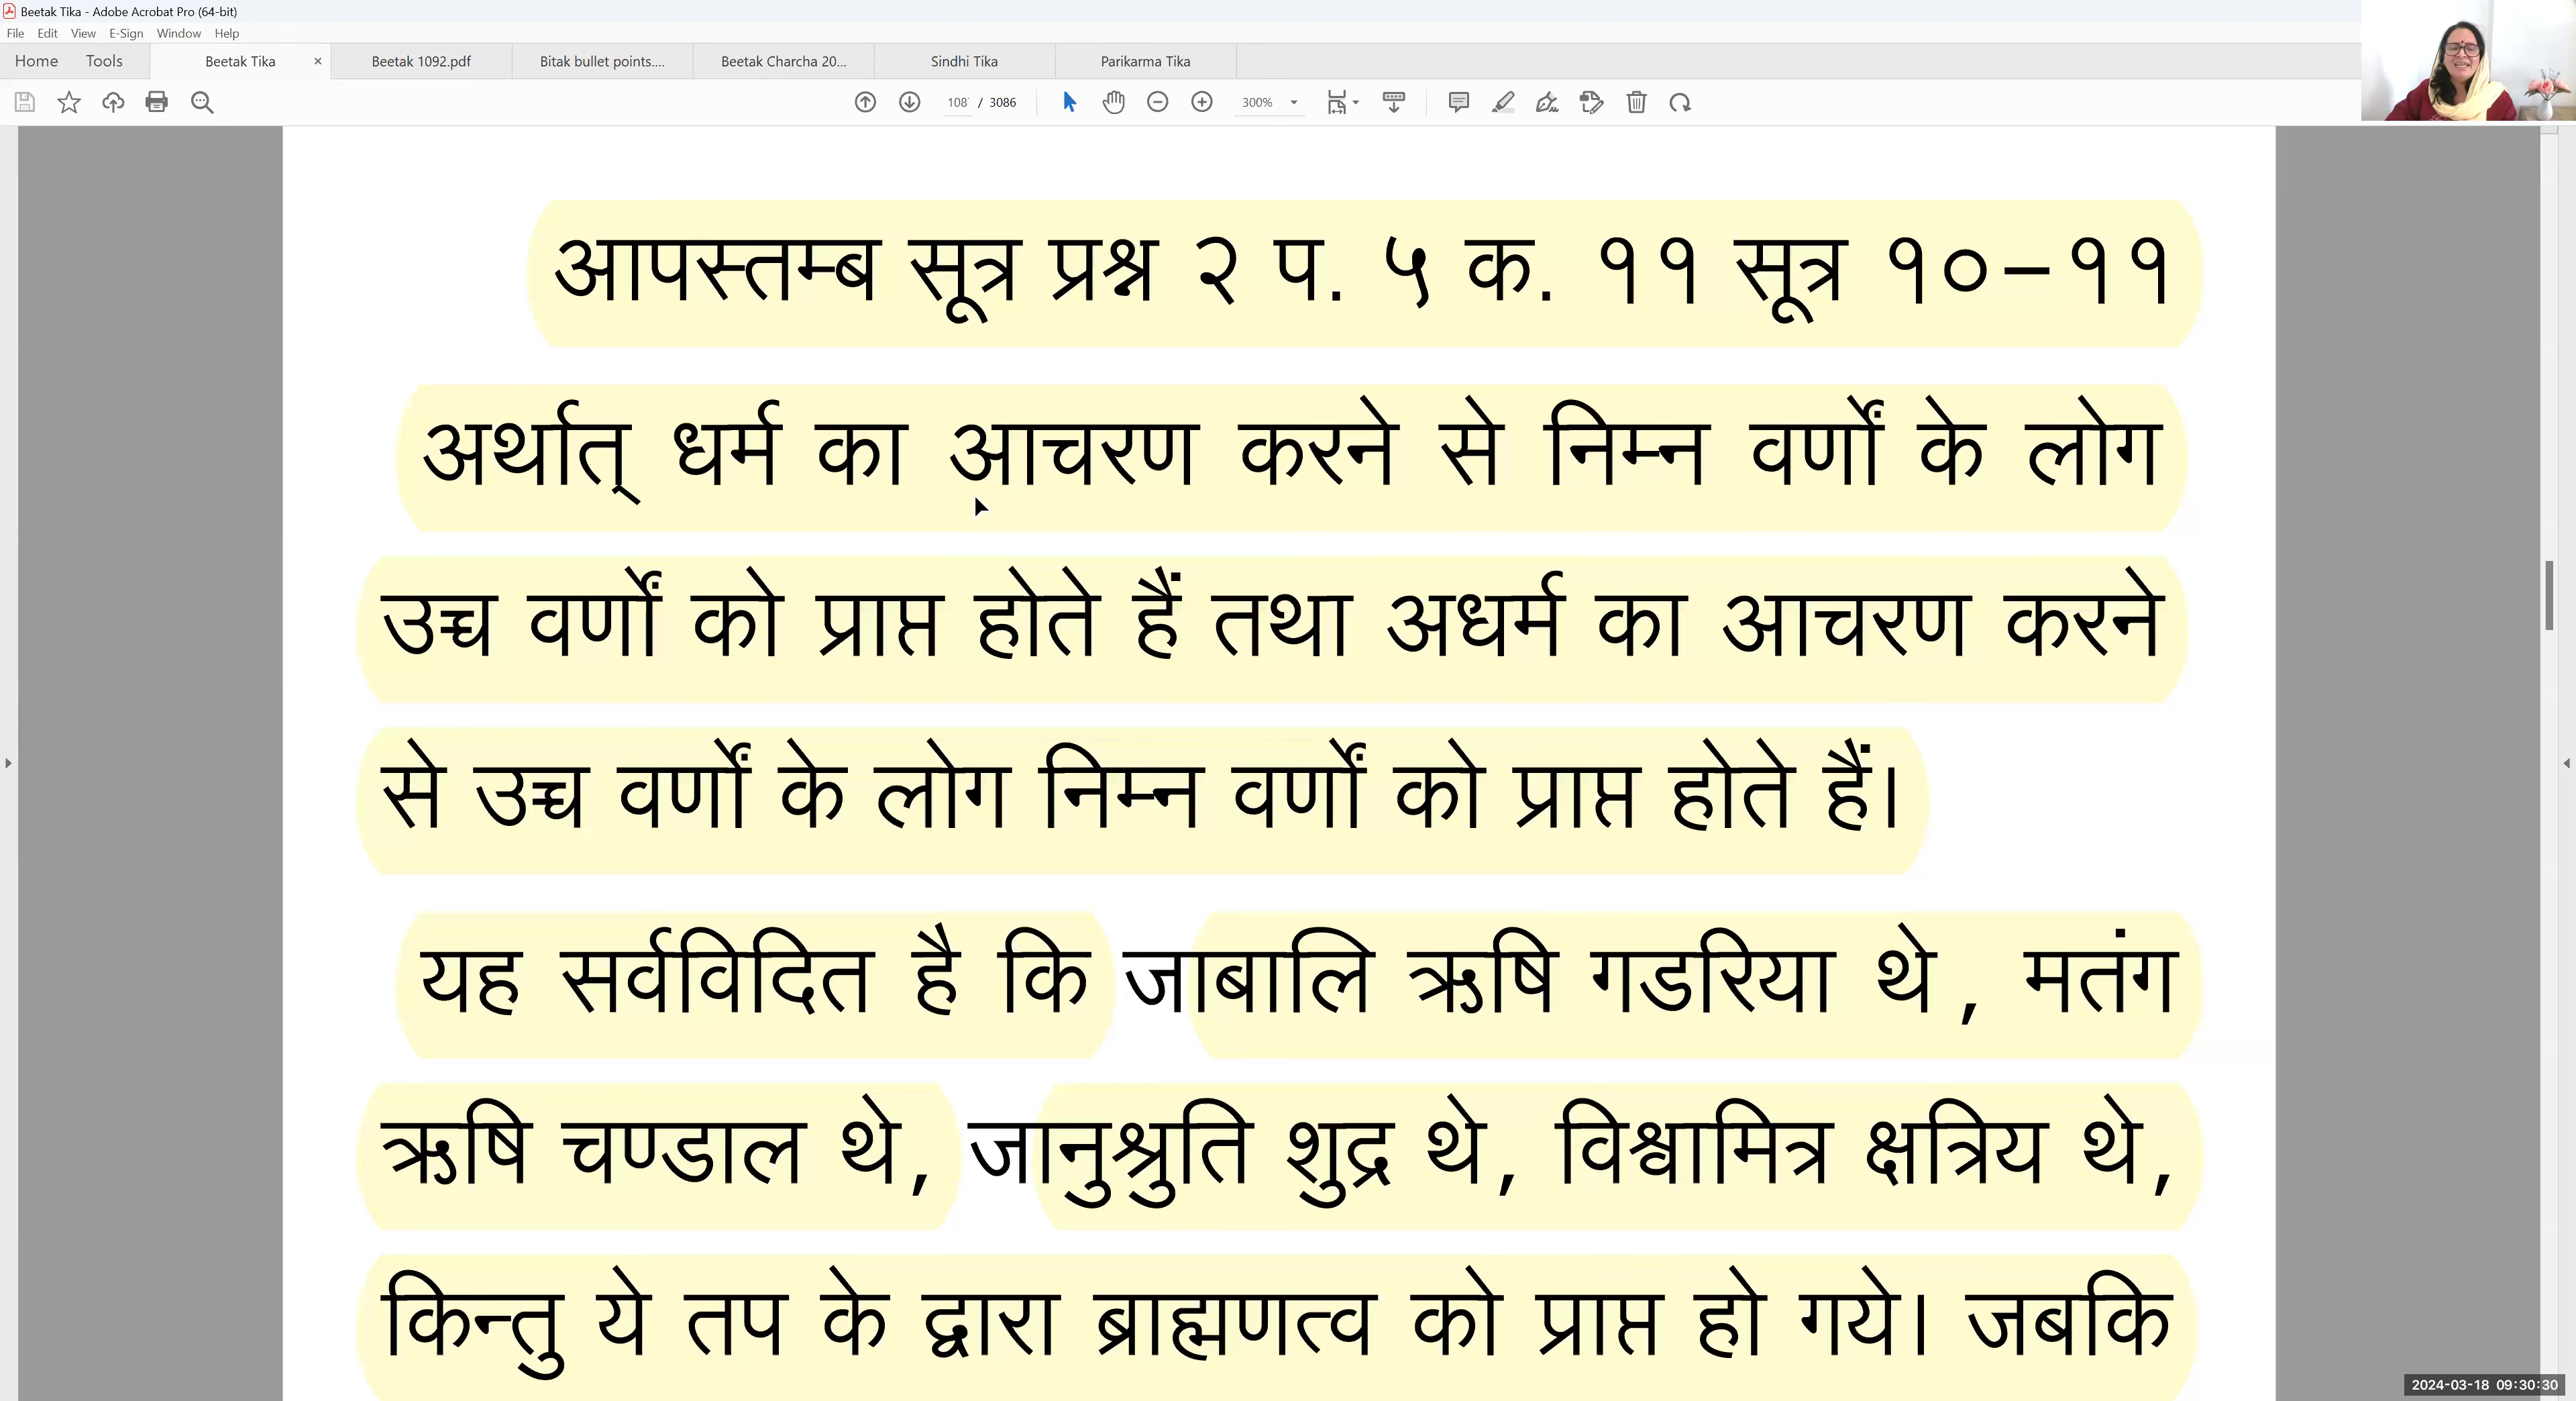 Beetak Tika - Adobe Acrobat Pro (64-bit)
File Edit View E-Sign Window Help
Home Tools Beetak Tika × Beetak 1092.pdf Bitak bullet points.... Beetak Charcha 20... Sindhi Tika Parikarma Tika
108 / 3086 300%
आपस्तम्ब सूत्र प्रश्न २ प. ५ क. ११ सूत्र १०-११
अर्थात् धर्म का आचरण करने से निम्न वर्णों के लोग
उच्च वर्णों को प्राप्त होते हैं तथा अधर्म का आचरण करने
से उच्च वर्णों के लोग निम्न वर्णों को प्राप्त होते हैं।
यह सर्वविदित है कि जाबालि ऋषि गडरिया थे, मतंग
ऋषि चण्डाल थे, जानुश्रुति शुद्र थे, विश्वामित्र क्षत्रिय थे,
किन्तु ये तप के द्वारा ब्राह्मणत्व को प्राप्त हो गये। जबकि
2024-03-18 09:30:30